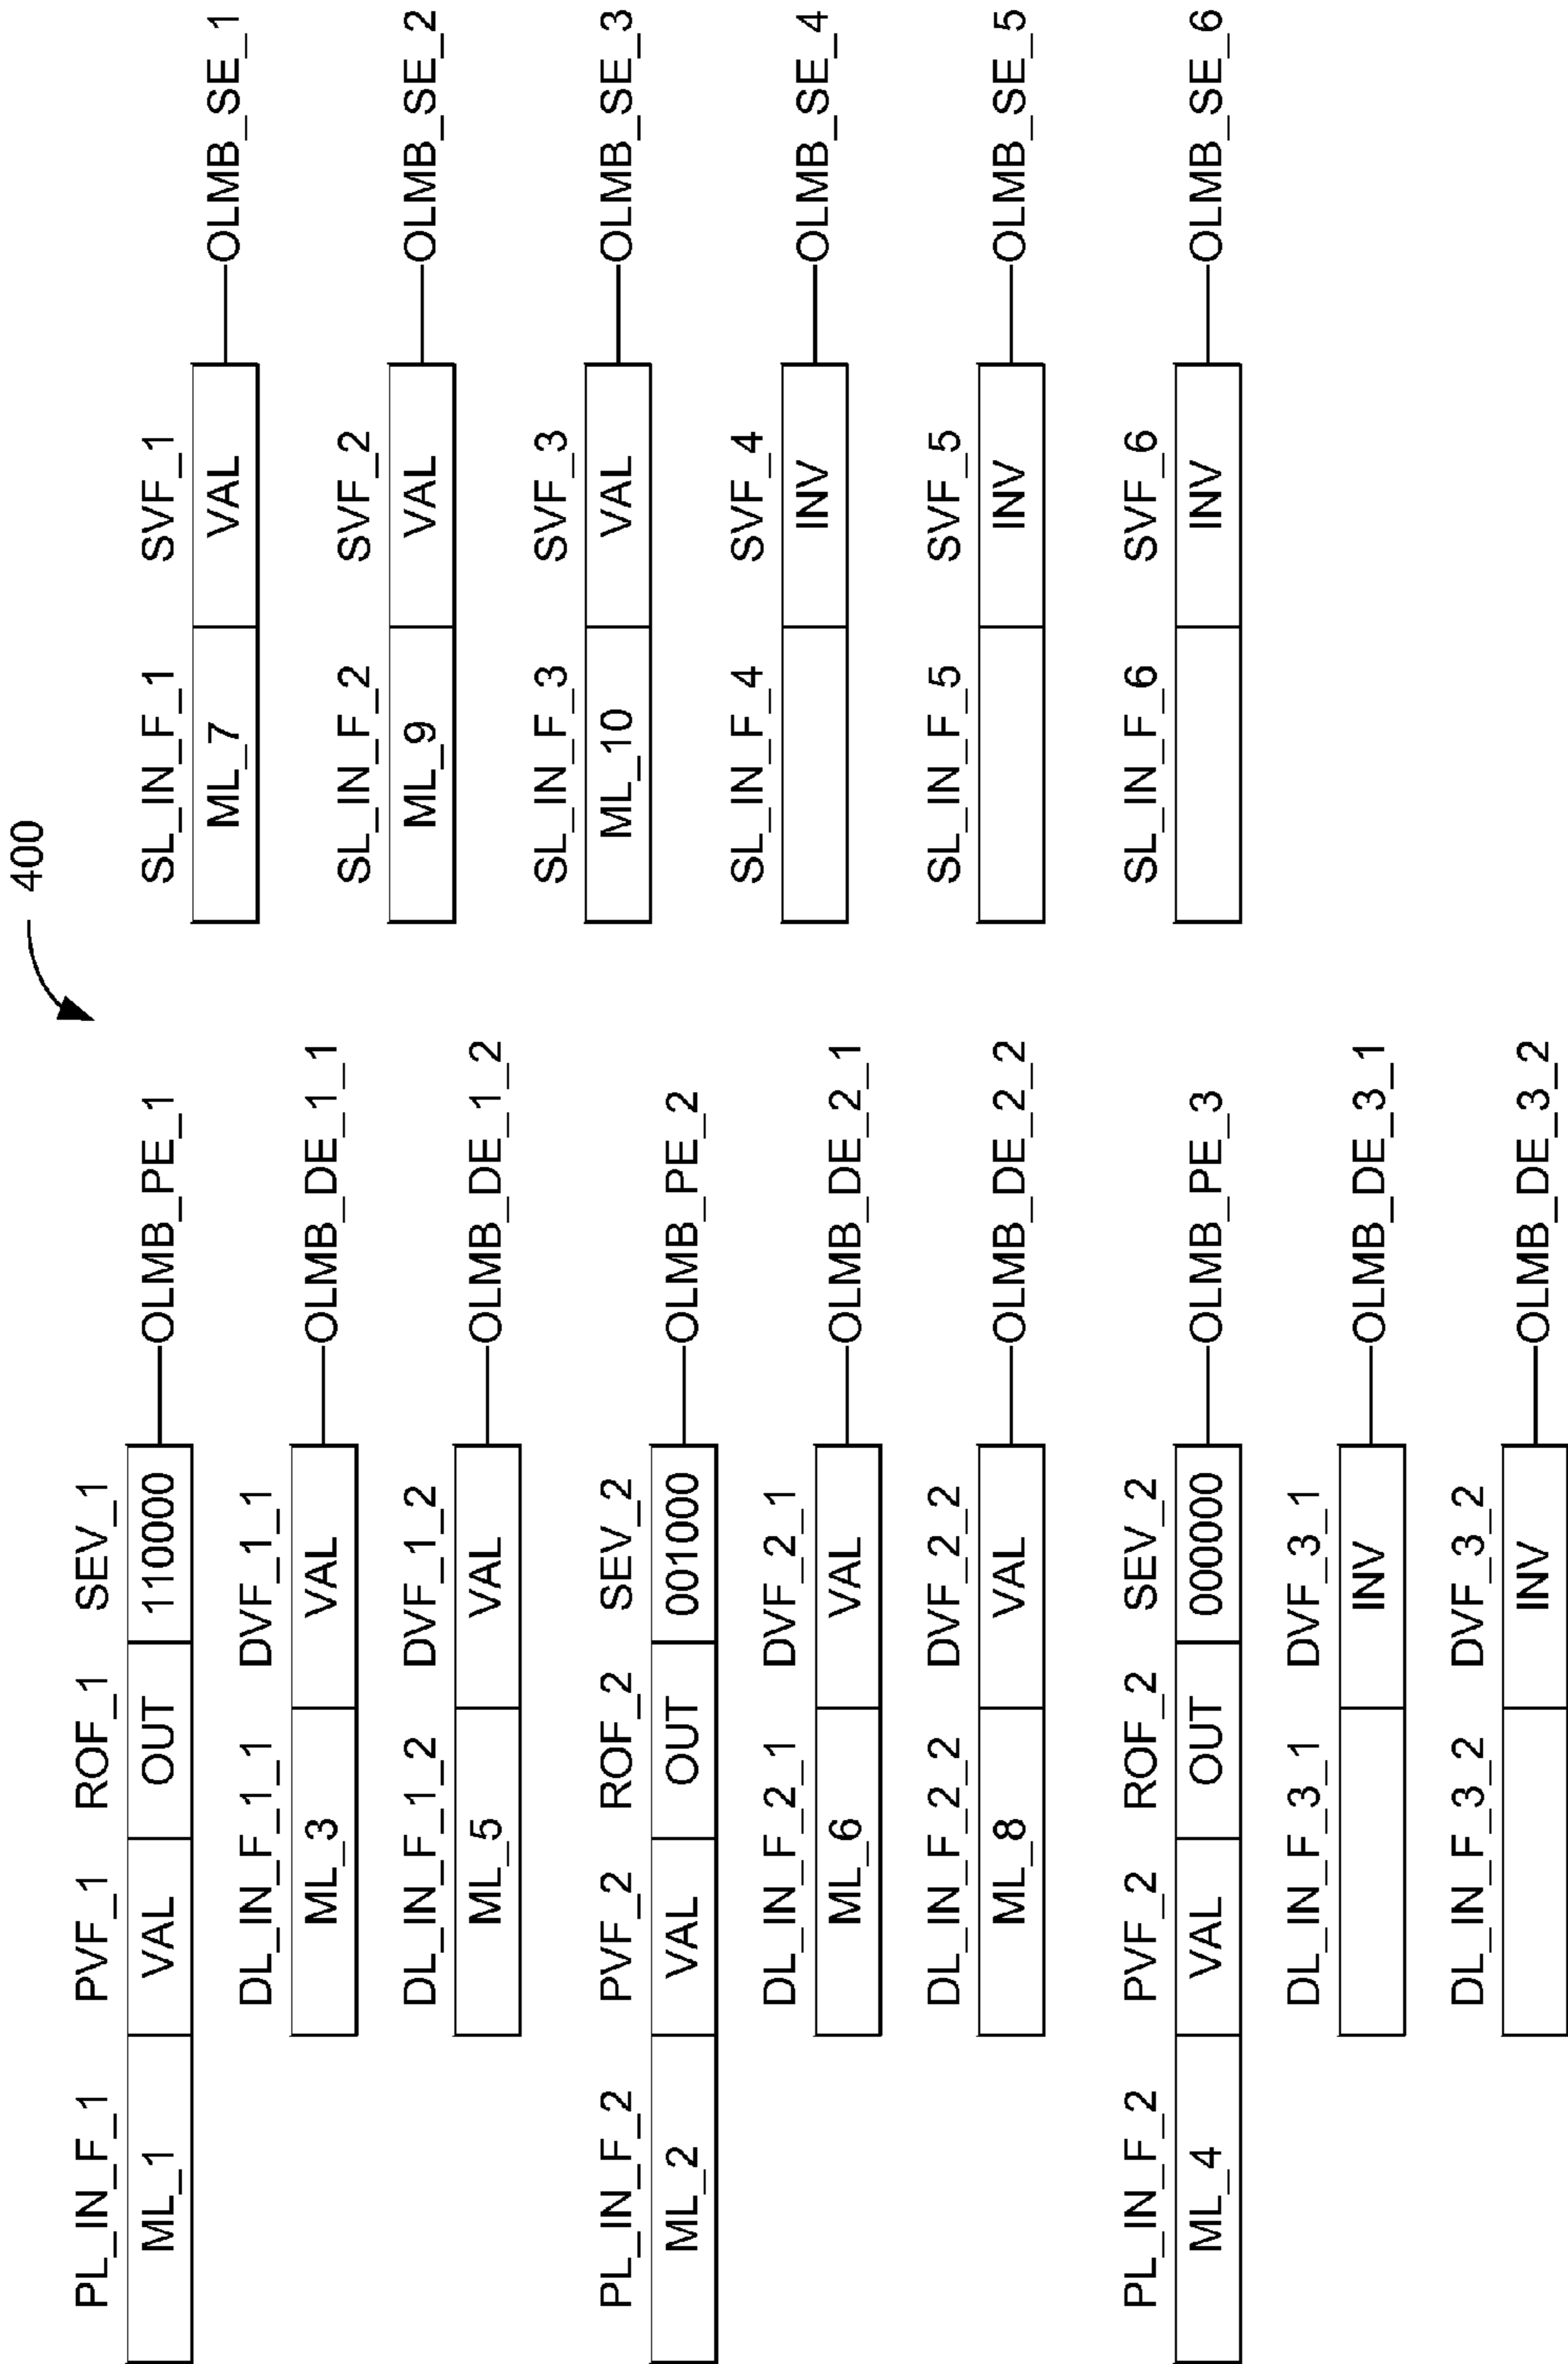 400
PL_IN_F_1 PVF_1 ROF_1 SEV_1
ML_1 VAL OUT 110000 OLMB_PE_1
DL_IN_F_1_1 DVF_1_1
ML_3 VAL OLMB_DE_1_1
DL_IN_F_1_2 DVF_1_2
ML_5 VAL OLMB_DE_1_2
PL_IN_F_2 PVF_2 ROF_2 SEV_2
ML_2 VAL OUT 001000 OLMB_PE_2
DL_IN_F_2_1 DVF_2_1
ML_6 VAL OLMB_DE_2_1
DL_IN_F_2_2 DVF_2_2
ML_8 VAL OLMB_DE_2_2
PL_IN_F_2 PVF_2 ROF_2 SEV_2
ML_4 VAL OUT 000000 OLMB_PE_3
DL_IN_F_3_1 DVF_3_1
INV OLMB_DE_3_1
DL_IN_F_3_2 DVF_3_2
INV OLMB_DE_3_2
SL_IN_F_1 SVF_1
ML_7 VAL OLMB_SE_1
SL_IN_F_2 SVF_2
ML_9 VAL OLMB_SE_2
SL_IN_F_3 SVF_3
ML_10 VAL OLMB_SE_3
SL_IN_F_4 SVF_4
INV OLMB_SE_4
SL_IN_F_5 SVF_5
INV OLMB_SE_5
SL_IN_F_6 SVF_6
INV OLMB_SE_6